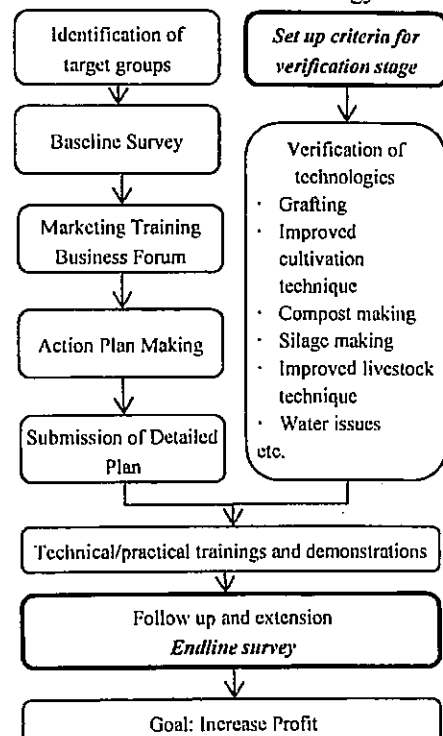 Identification of
target groups
Set up criterin for
verification stage
Baseline Survey
Marketing Training
Business Forum
Action Plan Making
Submission of Detailed
Plan
Verification of
technologies
· Grafting
· Improved
cultivation
technique
· Compost making
· Silage making
· Improved livestock
technique
· Water issues
etc.
Technical/practical trainings and demonstrations
Follow up and extension
Endline survey
Goal: Increase Profit